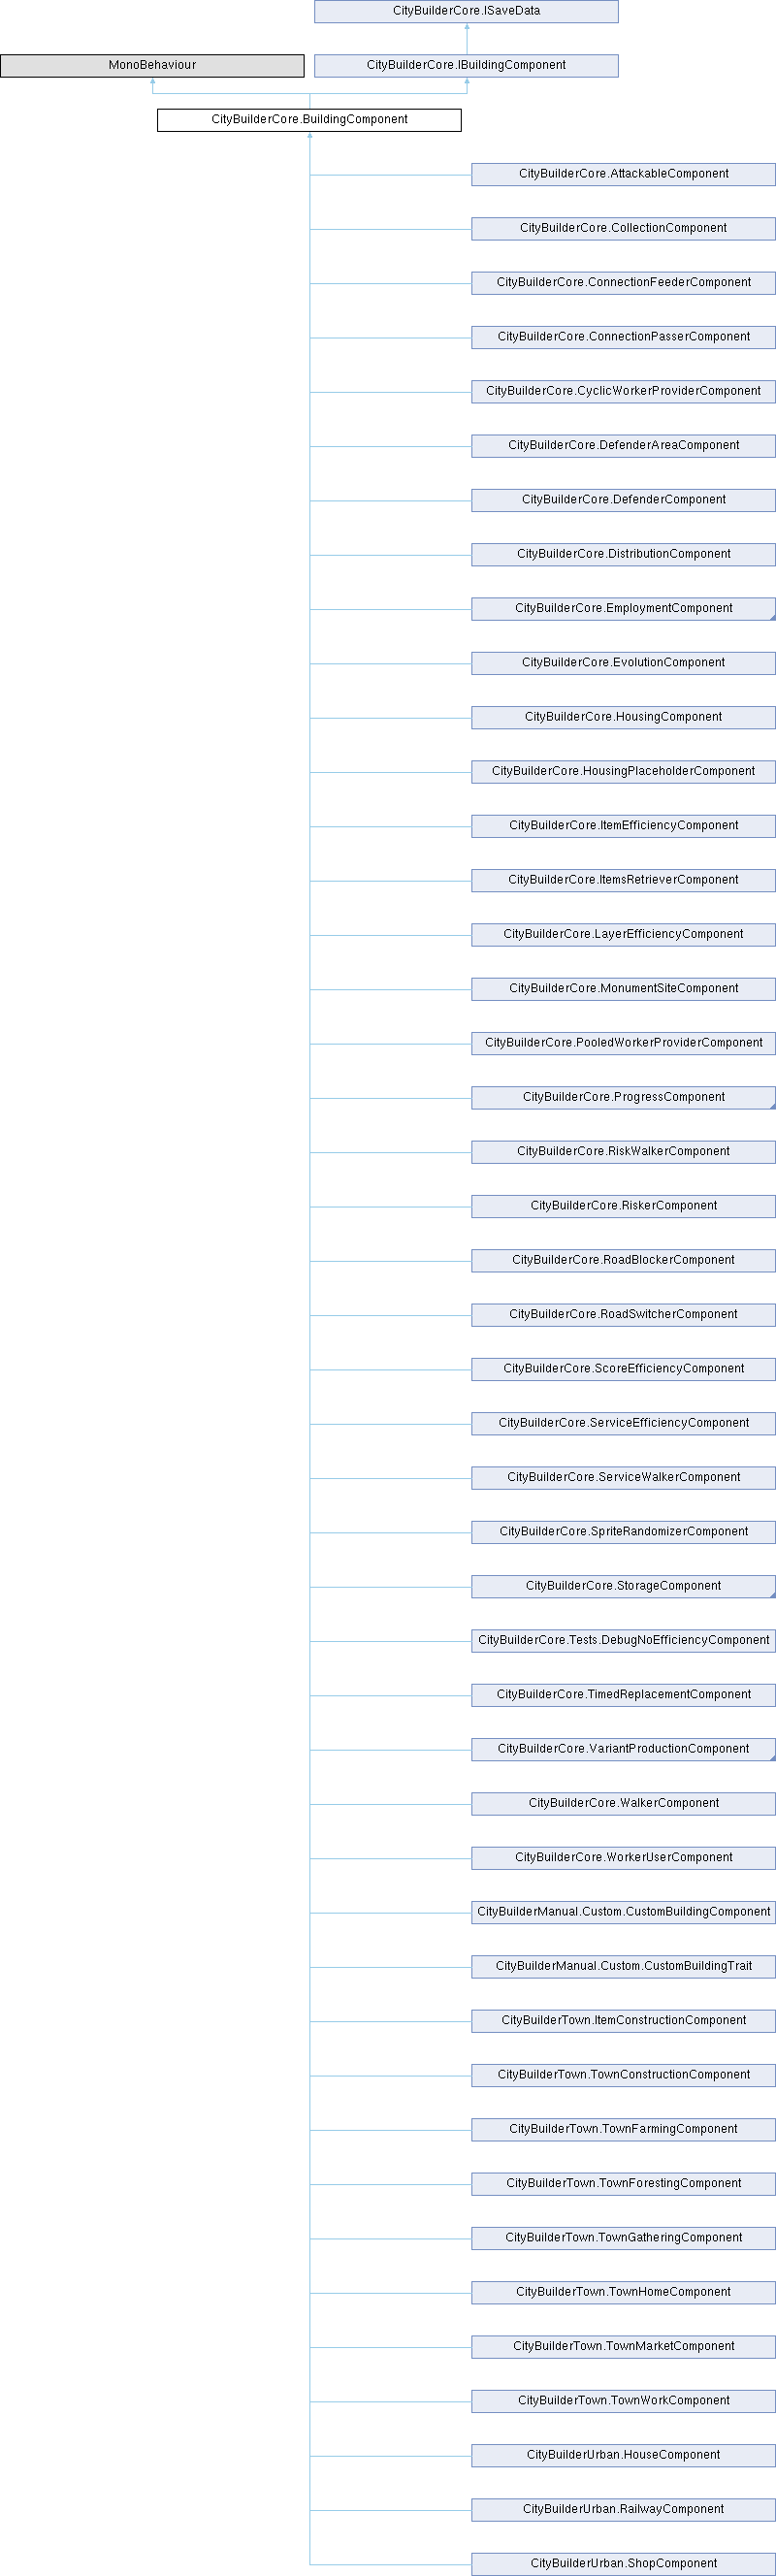 CityBuilderCore.ISaveData
MonoBehaviour
CityBuilderCore.IBuildingComponent
CityBuilderCore.BuildingComponent
CityBuilderCore.AttackableComponent
CityBuilderCore.CollectionComponent
CityBuilderCore.ConnectionFeederComponent
CityBuilderCore.ConnectionPasserComponent
CityBuilderCore.CyclicWorkerProviderComponent
CityBuilderCore.DefenderAreaComponent
CityBuilderCore.DefenderComponent
CityBuilderCore.DistributionComponent
CityBuilderCore.EmploymentComponent
CityBuilderCore.EvolutionComponent
CityBuilderCore.HousingComponent
CityBuilderCore.HousingPlaceholderComponent
CityBuilderCore.ItemEfficiencyComponent
CityBuilderCore.ItemsRetrieverComponent
CityBuilderCore.LayerEfficiencyComponent
CityBuilderCore.MonumentSiteComponent
CityBuilderCore.PooledWorkerProviderComponent
CityBuilderCore.ProgressComponent
CityBuilderCore.RiskWalkerComponent
CityBuilderCore.RiskerComponent
CityBuilderCore.RoadBlockerComponent
CityBuilderCore.RoadSwitcherComponent
CityBuilderCore.ScoreEfficiencyComponent
CityBuilderCore.ServiceEfficiencyComponent
CityBuilderCore.ServiceWalkerComponent
CityBuilderCore.SpriteRandomizerComponent
CityBuilderCore.StorageComponent
CityBuilderCore.Tests.DebugNoEfficiencyComponent
CityBuilderCore.TimedReplacementComponent
CityBuilderCore.VariantProductionComponent
CityBuilderCore.WalkerComponent
CityBuilderCore.WorkerUserComponent
CityBuilderManual.Custom.CustomBuildingComponent
CityBuilderManual.Custom.CustomBuildingTrait
CityBuilderTown.ItemConstructionComponent
CityBuilderTown.TownConstructionComponent
CityBuilderTown.TownFarmingComponent
CityBuilderTown.TownForestingComponent
CityBuilderTown.TownGatheringComponent
CityBuilderTown.TownHomeComponent
CityBuilderTown.TownMarketComponent
CityBuilderTown.TownWorkComponent
CityBuilderUrban.HouseComponent
CityBuilderUrban.RailwayComponent
CityBuilderUrban.ShopComponent